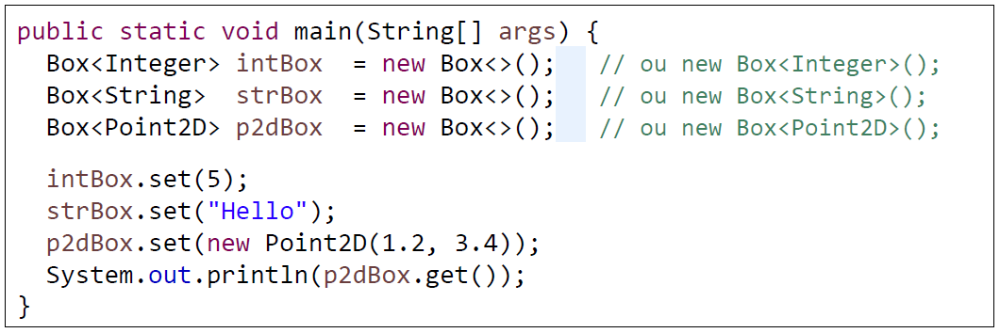 public static void main(String[] args) {
  Box<Integer> intBox  = new Box<>();   // ou new Box<Integer>();
  Box<String>  strBox  = new Box<>();   // ou new Box<String>();
  Box<Point2D> p2dBox  = new Box<>();   // ou new Box<Point2D>();
  intBox.set(5);
  strBox.set("Hello");
  p2dBox.set(new Point2D(1.2, 3.4));
  System.out.println(p2dBox.get());
}